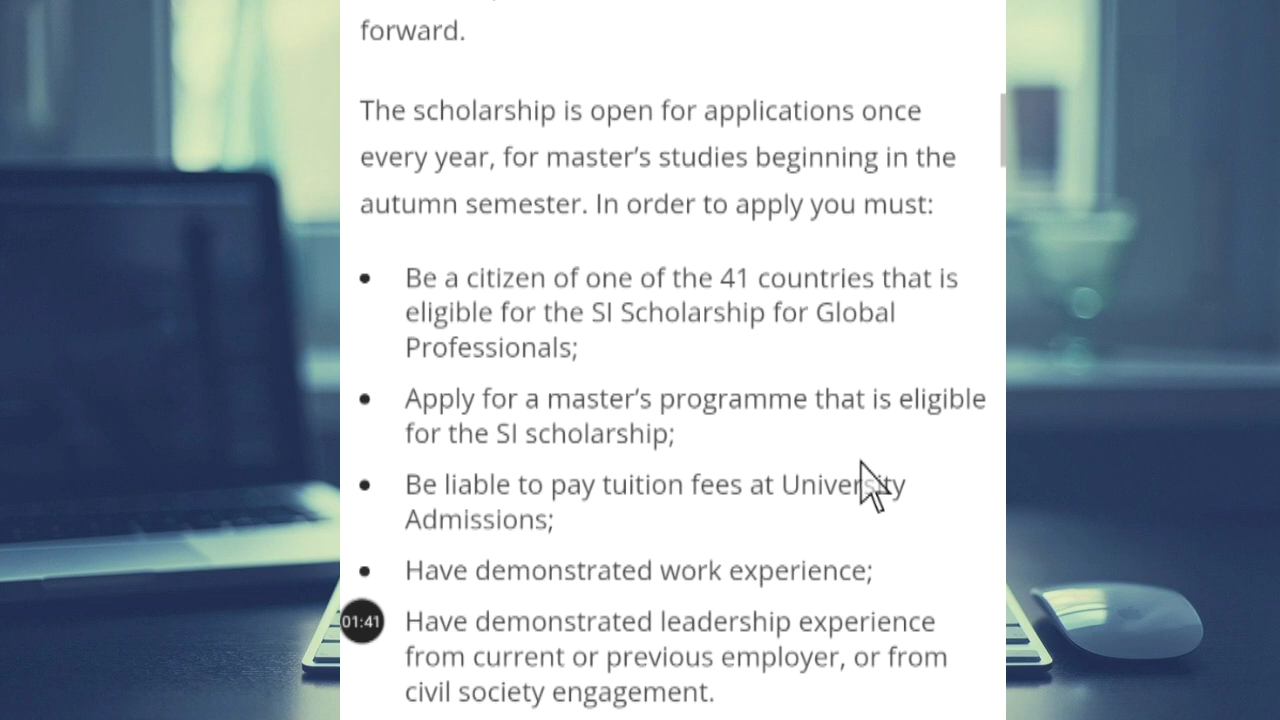 forward.
The scholarship is open for applications once
every year, for master’s studies beginning in the
autumn semester. In order to apply you must:
• Be a citizen of one of the 41 countries that is
eligible for the SI Scholarship for Global
Professionals;
• Apply for a master’s programme that is eligible
for the SI scholarship;
• Be liable to pay tuition fees at University
Admissions;
• Have demonstrated work experience;
01:41
• Have demonstrated leadership experience
from current or previous employer, or from
civil society engagement.